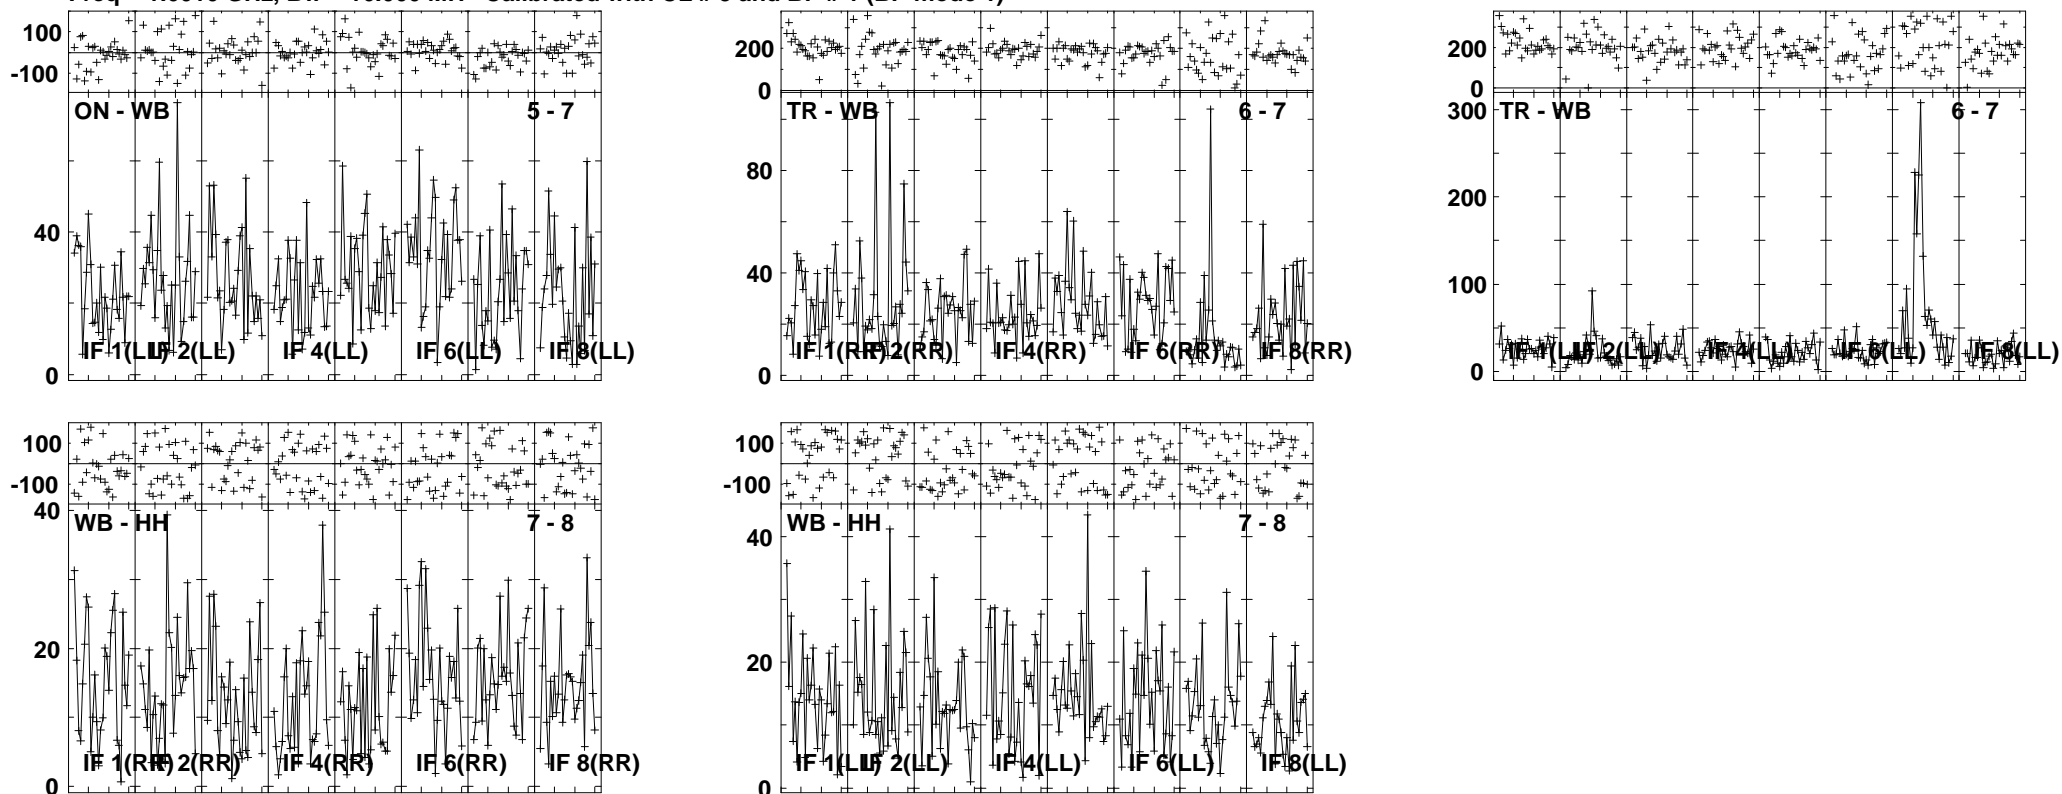 100
-100
ON - WB
5 - 7
40
0
IF 1(LL)
IF 2(LL)
IF 4(LL)
IF 6(LL)
IF 8(LL)
200
0
TR - WB
6 - 7
80
40
0
IF 1(RR)
IF 2(RR)
IF 4(RR)
IF 6(RR)
IF 8(RR)
200
0
TR - WB
6 - 7
300
200
100
0
IF 1(LL)
IF 2(LL)
IF 4(LL)
IF 6(LL)
IF 8(LL)
100
-100
WB - HH
7 - 8
40
20
0
IF 1(RR)
IF 2(RR)
IF 4(RR)
IF 6(RR)
IF 8(RR)
100
-100
WB - HH
7 - 8
40
20
0
IF 1(LL)
IF 2(LL)
IF 4(LL)
IF 6(LL)
IF 8(LL)